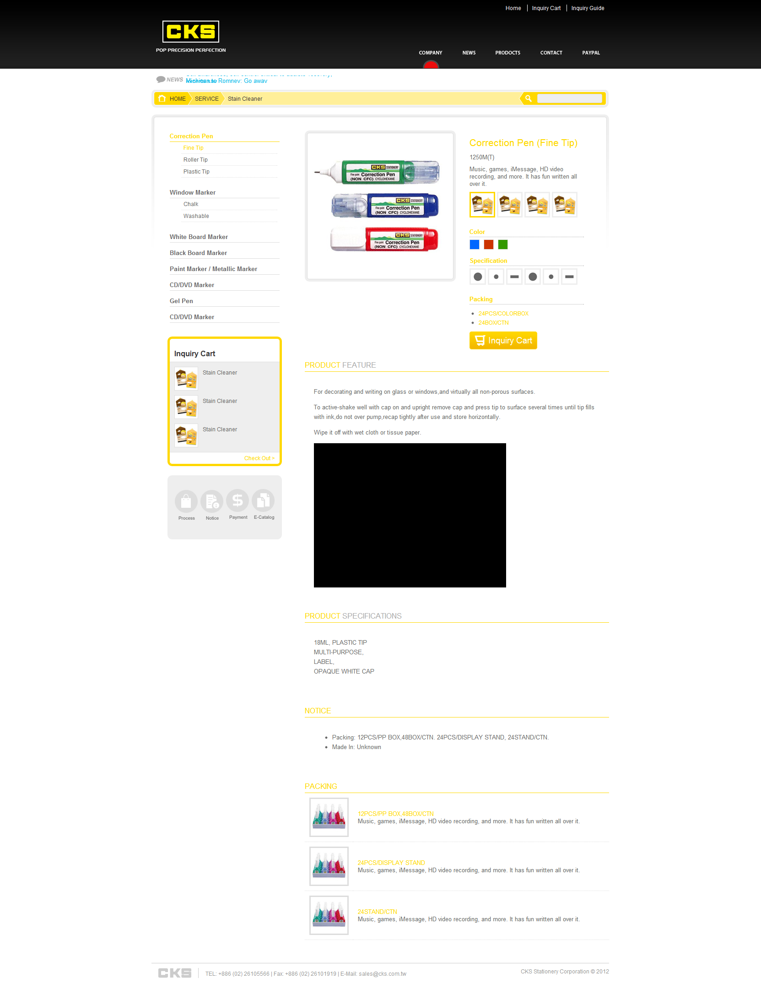 Home
Inquiry Cart
Inquiry Guide
CKS
POP PRECISION PERFECTION
COMPANY
NEWS
PRODOCTS
CONTACT
PAYPAL
NEWS
Michigan to Romney: Go away
HOME
SERVICE
Stain Cleaner
Correction Pen
Fine Tip
Roller Tip
Plastic Tip
Window Marker
Chalk
Washable
White Board Marker
Black Board Marker
Paint Marker / Metallic Marker
CD/DVD Marker
Gel Pen
CD/DVD Marker
Inquiry Cart
Stain Cleaner
Stain Cleaner
Stain Cleaner
Check Out >
Process
Notice
Payment
E-Catalog
CKS STATIONERY
Fine point Correction Pen
(NON CFC) CYCLOHEXANE
CKS STATIONERY
Fine point Correction Pen
(NON CFC) CYCLOHEXANE
CKS STATIONERY
Fine point Correction Pen
(NON CFC) CYCLOHEXANE
Correction Pen (Fine Tip)
1250M(T)
Music, games, iMessage, HD video
recording, and more. It has fun written all
over it.
Color
Specification
Packing
24PCS/COLORBOX
24BOX/CTN
Inquiry Cart
PRODUCT FEATURE
For decorating and writing on glass or windows,and virtually all non-porous surfaces.
To active-shake well with cap on and upright remove cap and press tip to surface several times until tip fills
with ink,do not over pump,recap tightly after use and store horizontally.
Wipe it off with wet cloth or tissue paper.
PRODUCT SPECIFICATIONS
18ML, PLASTIC TIP
MULTI-PURPOSE,
LABEL,
OPAQUE WHITE CAP
NOTICE
Packing: 12PCS/PP BOX,48BOX/CTN. 24PCS/DISPLAY STAND, 24STAND/CTN.
Made In: Unknown
PACKING
12PCS/PP BOX,48BOX/CTN
Music, games, iMessage, HD video recording, and more. It has fun written all over it.
24PCS/DISPLAY STAND
Music, games, iMessage, HD video recording, and more. It has fun written all over it.
24STAND/CTN
Music, games, iMessage, HD video recording, and more. It has fun written all over it.
CKS
TEL: +886 (02) 26105566 | Fax: +886 (02) 26101919 | E-Mail: sales@cks.com.tw
CKS Stationery Corporation © 2012